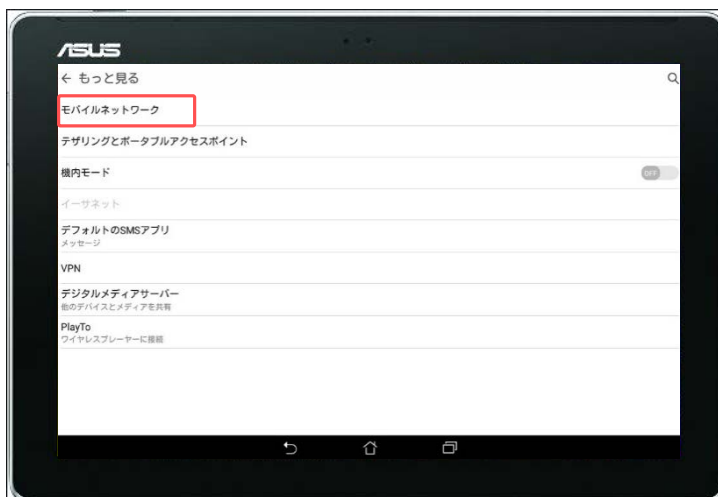 ASUS
もっと見る
モバイルネットワーク
テザリングとポータブルアクセスポイント
機内モード
OFF
イーサネット
デフォルトのSMSアプリ
メッセージ
VPN
デジタルメディアサーバー
他のデバイスとメディアを共有
PlayTo
ワイヤレスプレーヤーに接続